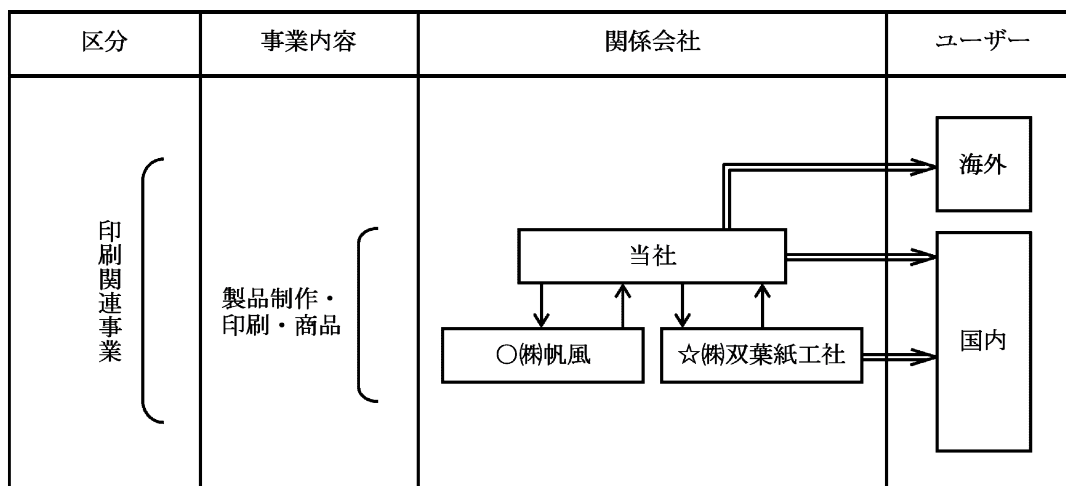 区分
事業内容
関係会社
ユーザー
印刷関連事業
製品制作・
印刷・商品
当社
○㈱帆風
☆㈱双葉紙工社
海外
国内